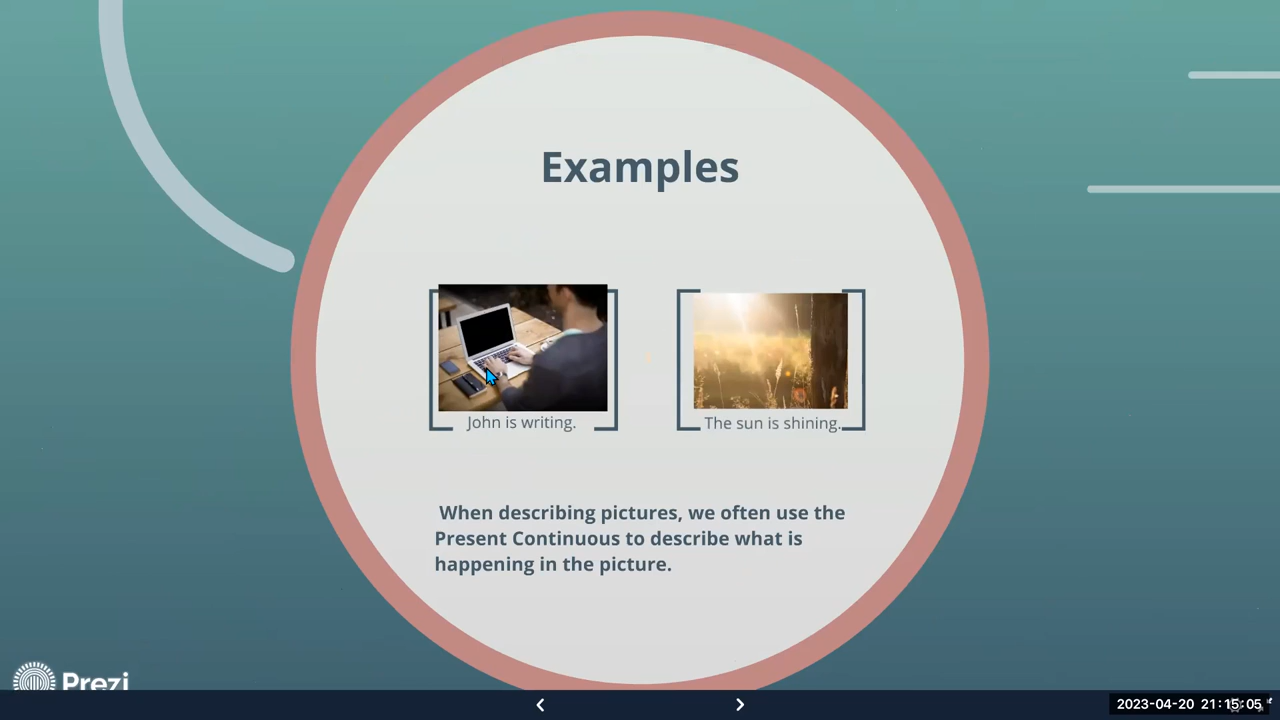 Examples
John is writing.
The sun is shining.
When describing pictures, we often use the
Present Continuous to describe what is
happening in the picture.
Prezi
2023-04-20 21:15:05